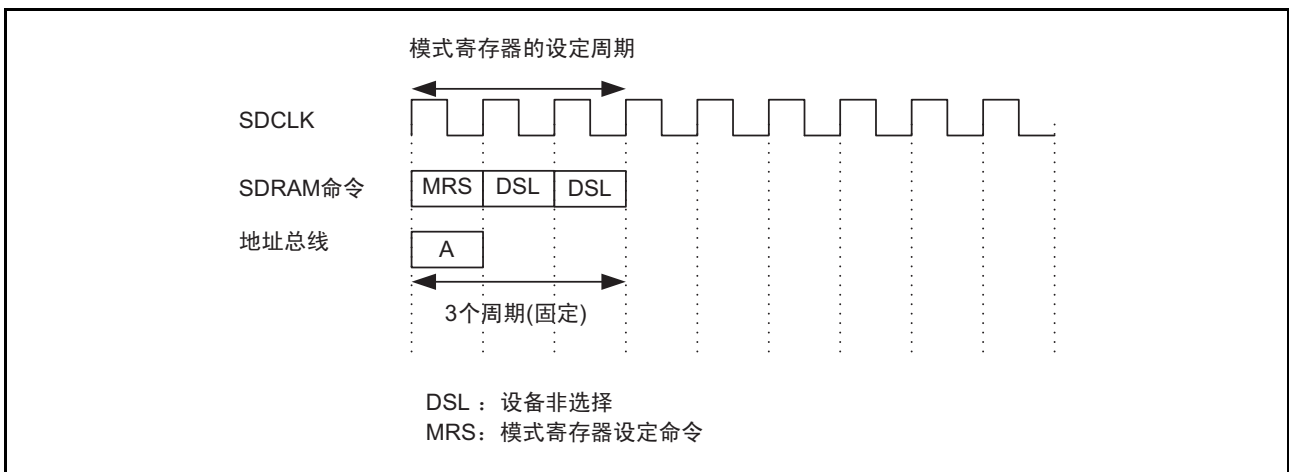 模式寄存器的设定周期
SDCLK
SDRAM命令 MRS DSL DSL
地址总线 A
3个周期(固定)
DSL ：设备非选择
MRS：模式寄存器设定命令